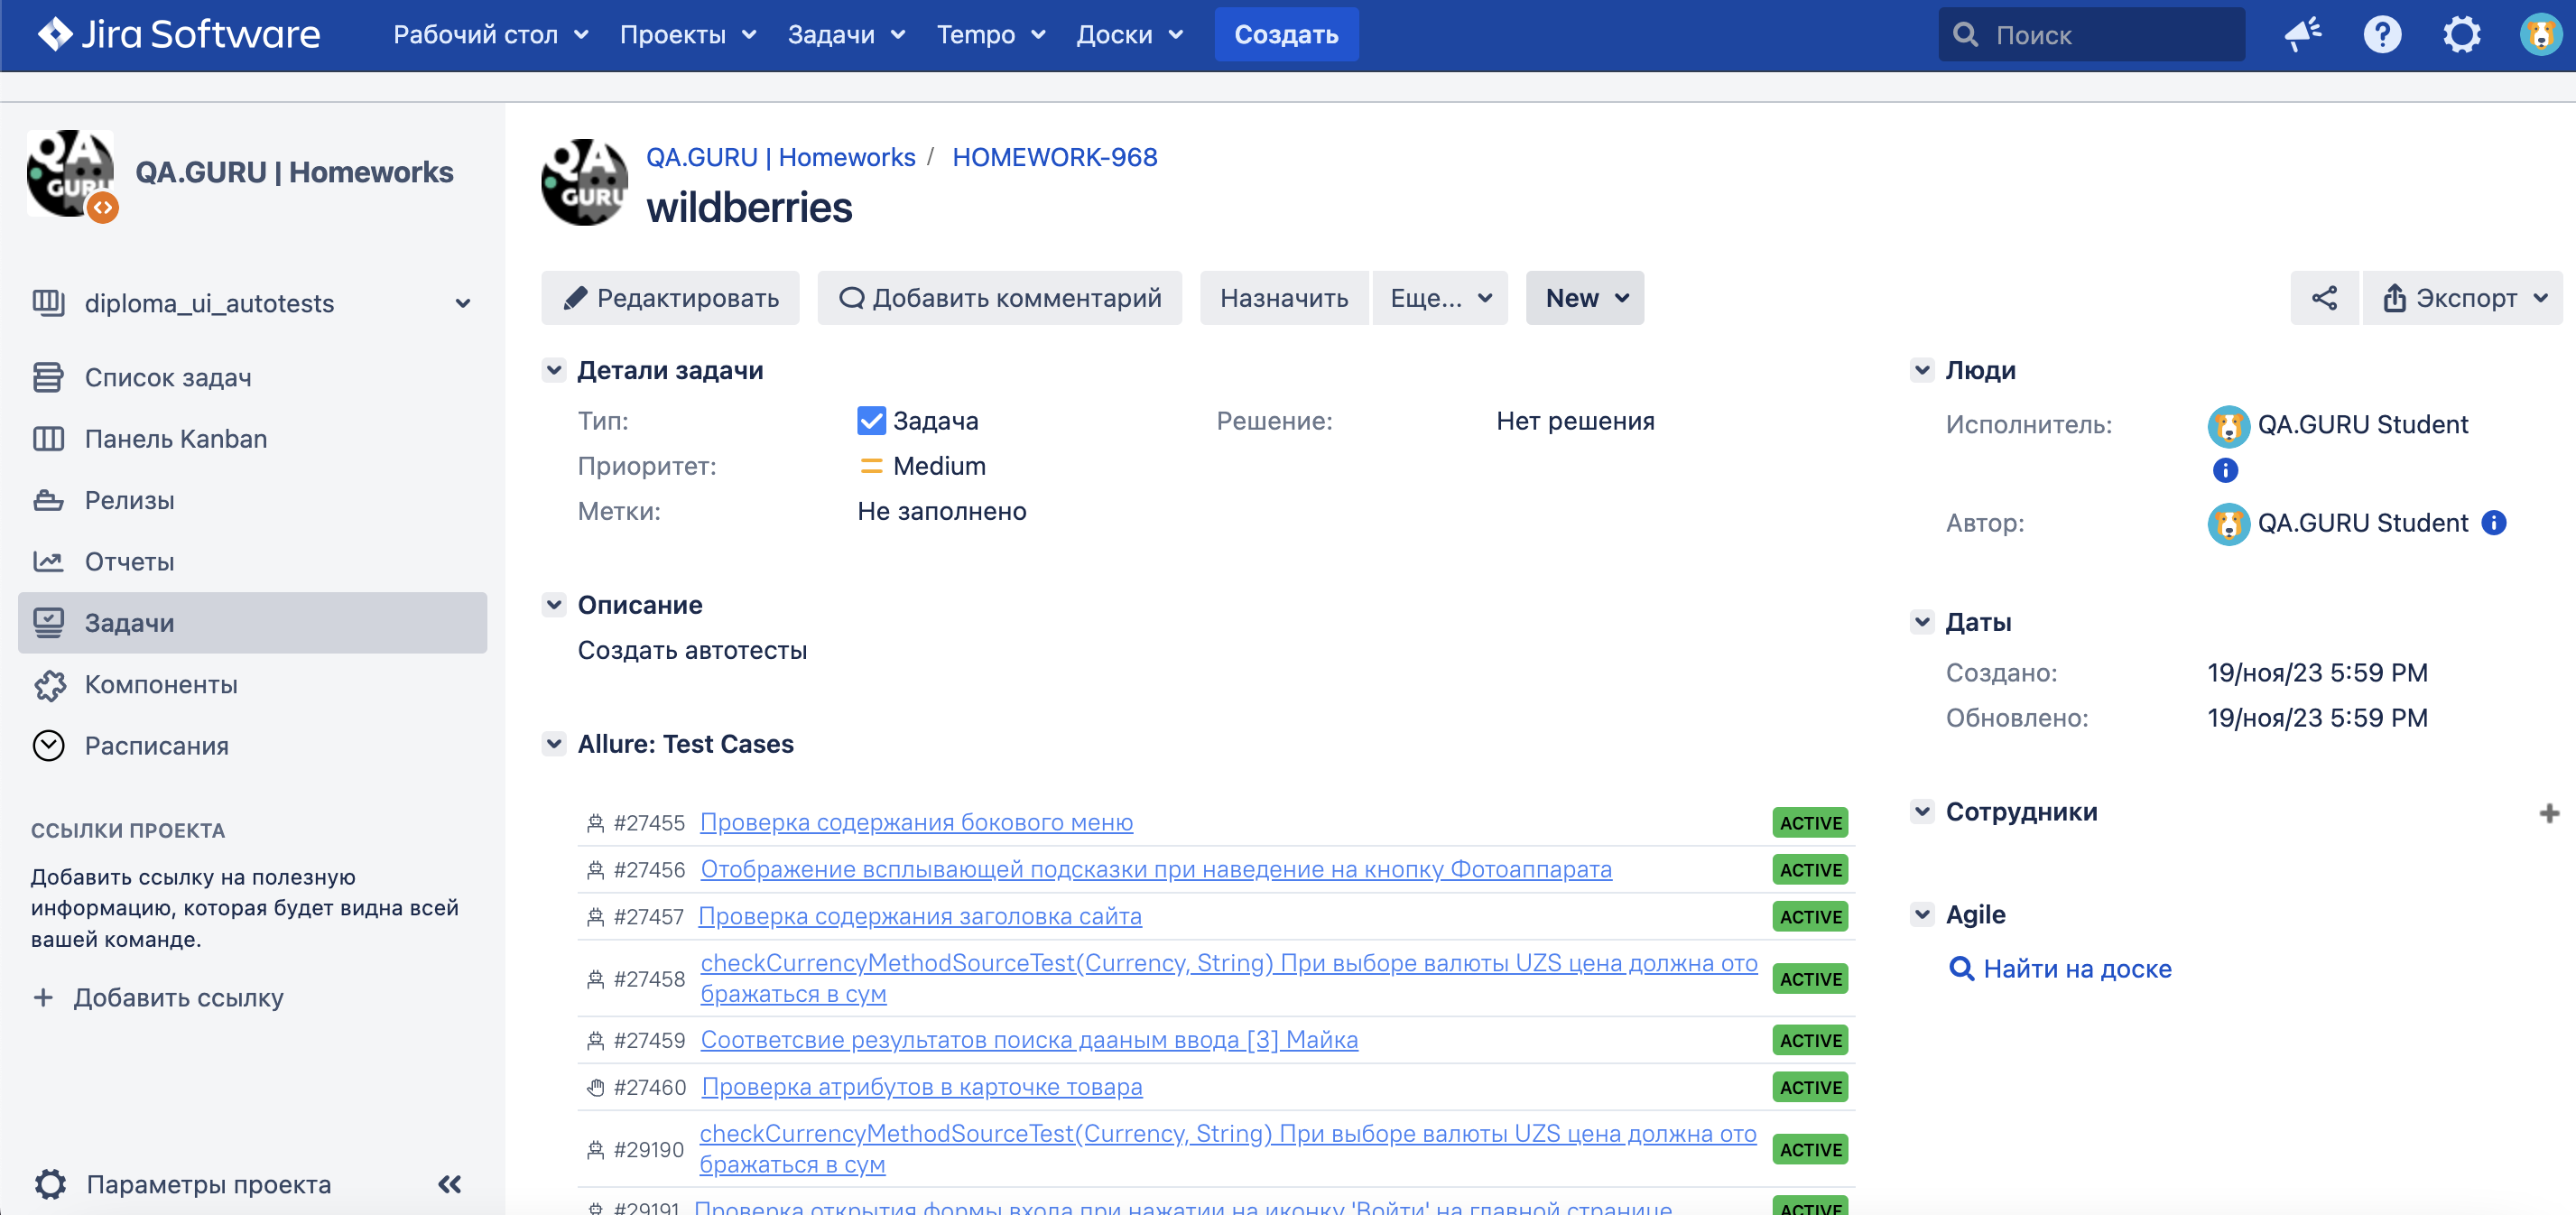 Jira Software
Рабочий стол
Проекты
Задачи
Tempo
Доски
Создать
Поиск
QA GURU
QA.GURU | Homeworks
diploma_ui_autotests
Список задач
Панель Kanban
Релизы
Отчеты
Задачи
Компоненты
Расписания
ССЫЛКИ ПРОЕКТА
Добавить ссылку на полезную
информацию, которая будет видна всей
вашей команде.
+ Добавить ссылку
Параметры проекта
QA GURU
QA.GURU | Homeworks / HOMEWORK-968
wildberries
Редактировать
Добавить комментарий
Назначить
Еще...
New
Экспорт
Детали задачи
Тип: Задача
Решение: Нет решения
Приоритет: Medium
Метки: Не заполнено
Описание
Создать автотесты
Allure: Test Cases
#27455 Проверка содержания бокового меню ACTIVE
#27456 Отображение всплывающей подсказки при наведение на кнопку Фотоаппарата ACTIVE
#27457 Проверка содержания заголовка сайта ACTIVE
#27458 checkCurrencyMethodSourceTest(Currency, String) При выборе валюты UZS цена должна ото
бражаться в сум ACTIVE
#27459 Соответсвие результатов поиска дааным ввода [3] Майка ACTIVE
#27460 Проверка атрибутов в карточке товара ACTIVE
#29190 checkCurrencyMethodSourceTest(Currency, String) При выборе валюты UZS цена должна ото
бражаться в сум ACTIVE
#29191 Проверка открытия формы входа при нажатии на иконку 'Войти' на главной странице ACTIVE
Люди
Исполнитель: QA.GURU Student
Автор: QA.GURU Student
Даты
Создано: 19/ноя/23 5:59 PM
Обновлено: 19/ноя/23 5:59 PM
Сотрудники
Agile
Найти на доске